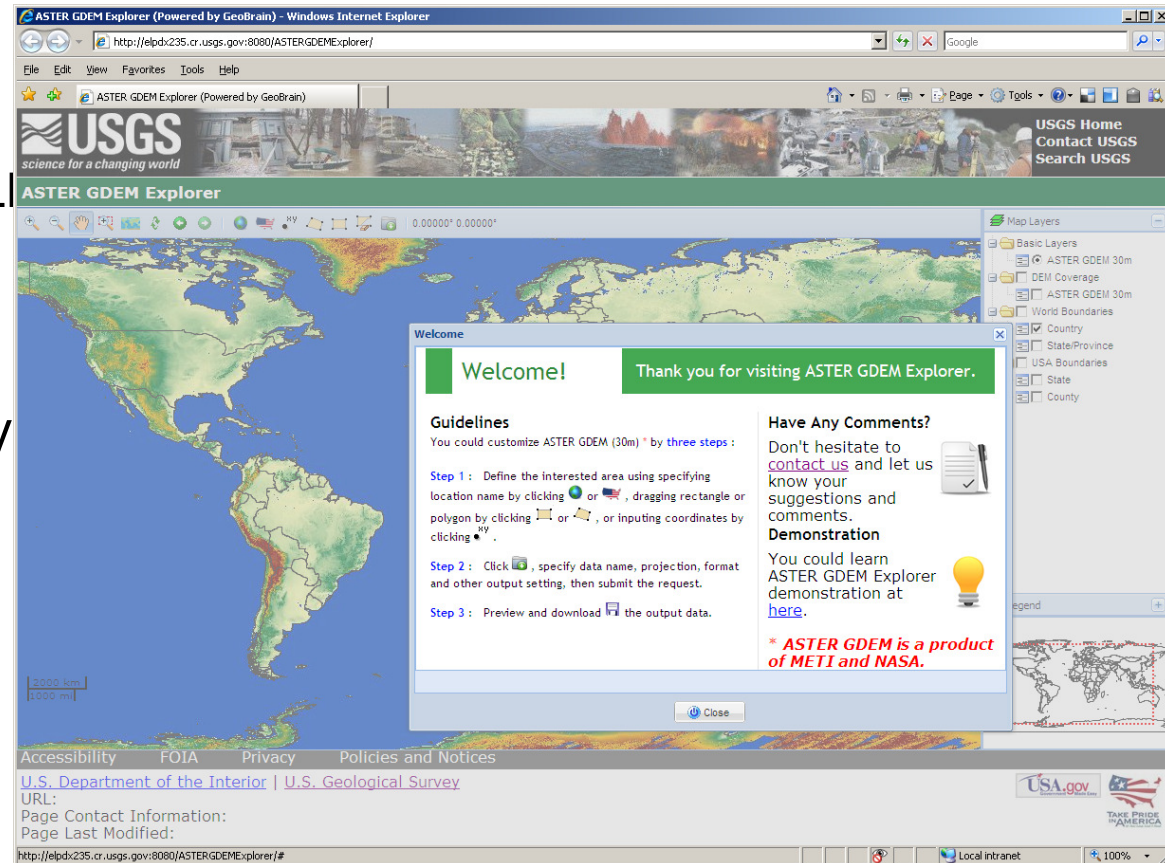 ASTER GDEM Explorer (Powered by GeoBrain) - Windows Internet Explorer
http://elpdx235.cr.usgs.gov:8080/ASTERGDEMExplorer/
Google
File Edit View Favorites Tools Help
ASTER GDEM Explorer (Powered by GeoBrain)
Page Tools
USGS
science for a changing world
USGS Home
Contact USGS
Search USGS
ASTER GDEM Explorer
XY
0.00000° 0.00000°
Map Layers
Basic Layers
ASTER GDEM 30m
DEM Coverage
ASTER GDEM 30m
World Boundaries
Country
State/Province
USA Boundaries
State
County
y
Welcome
Welcome!
Thank you for visiting ASTER GDEM Explorer.
Guidelines
You could customize ASTER GDEM (30m) * by three steps :
Step 1 : Define the interested area using specifying
location name by clicking or , dragging rectangle or
polygon by clicking or , or inputing coordinates by
clicking XY .
Step 2 : Click , specify data name, projection, format
and other output setting, then submit the request.
Step 3 : Preview and download the output data.
Have Any Comments?
Don't hesitate to
contact us and let us
know your
suggestions and
comments.
Demonstration
You could learn
ASTER GDEM Explorer
demonstration at
here.
* ASTER GDEM is a product
of METI and NASA.
Close
egend
2000 km
1000 mi
Accessibility FOIA Privacy Policies and Notices
U.S. Department of the Interior | U.S. Geological Survey
URL:
Page Contact Information:
Page Last Modified:
USA.gov
TAKE PRIDE
IN AMERICA
http://elpdx235.cr.usgs.gov:8080/ASTERGDEMExplorer/#
Local intranet
100%